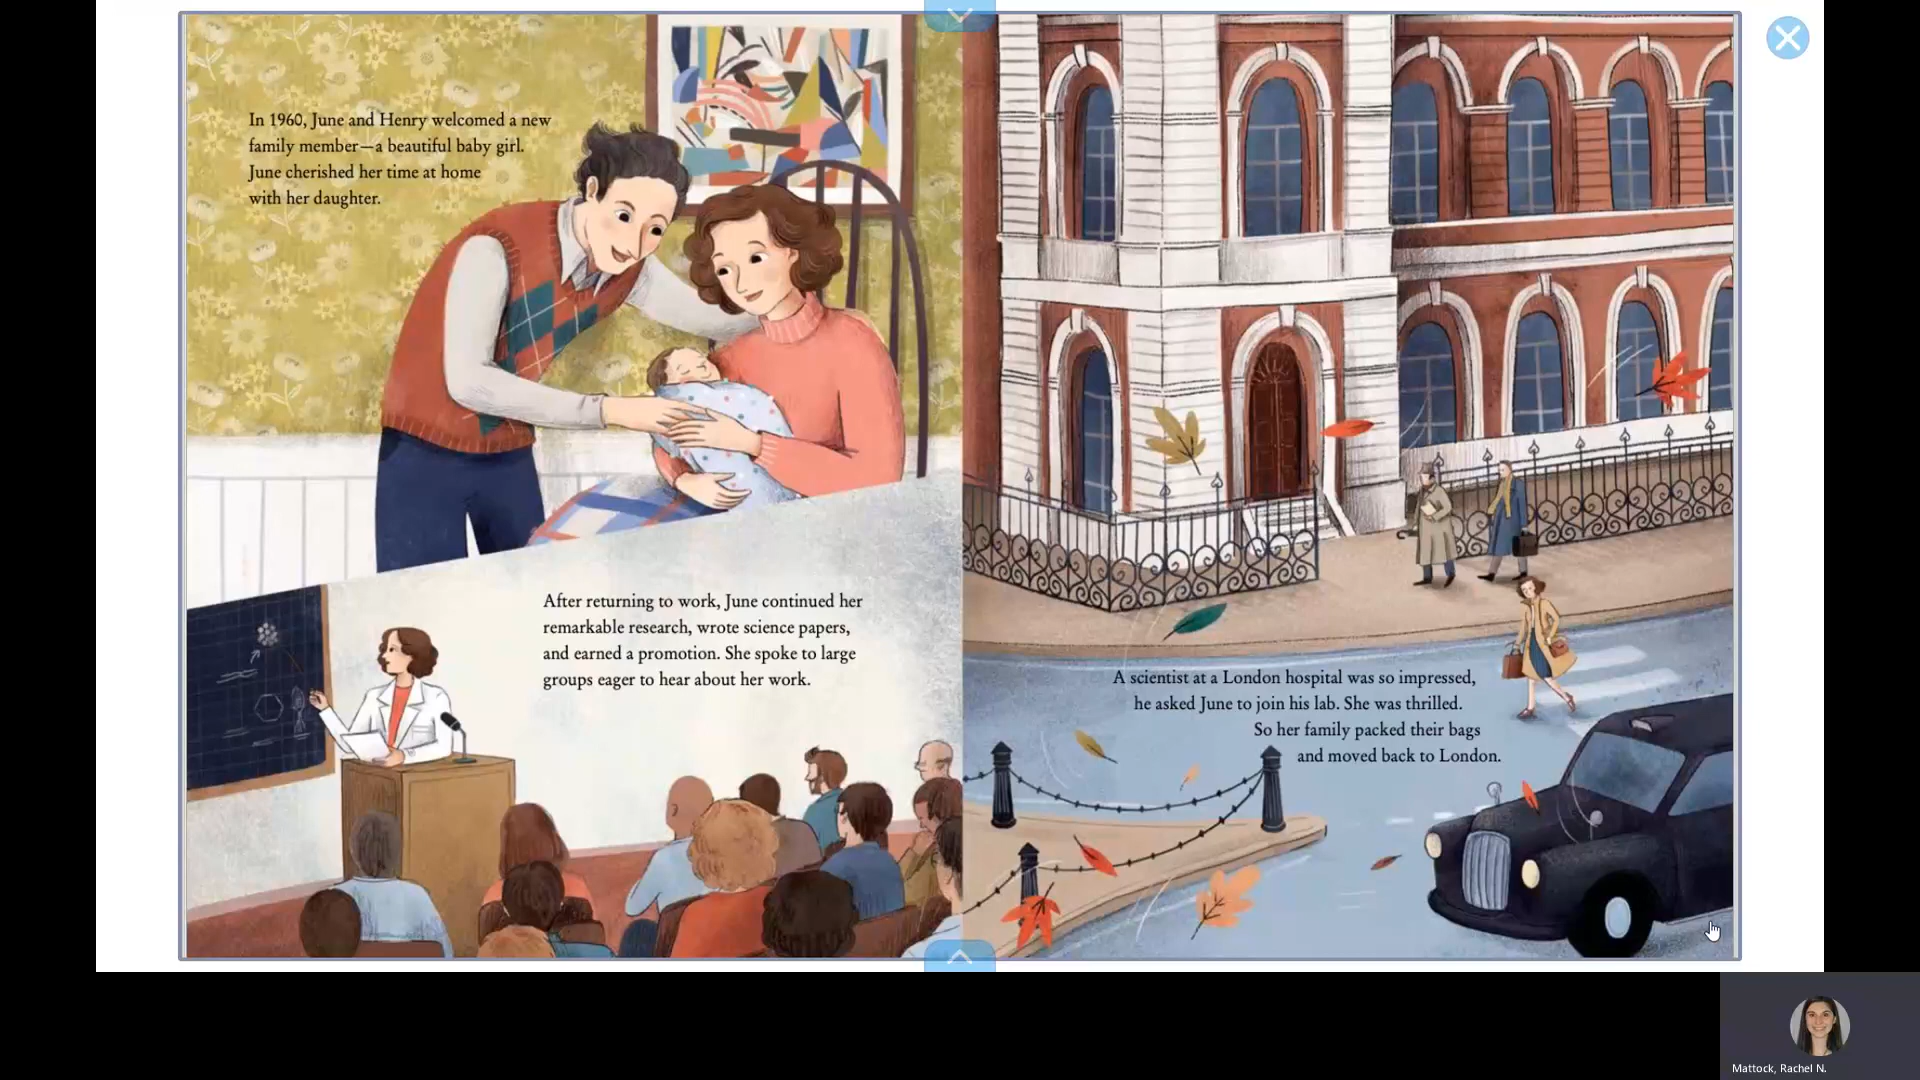 In 1960, June and Henry welcomed a new
family member—a beautiful baby girl.
June cherished her time at home
with her daughter.
After returning to work, June continued her
remarkable research, wrote science papers,
and earned a promotion. She spoke to large
groups eager to hear about her work.
A scientist at a London hospital was so impressed,
he asked June to join his lab. She was thrilled.
So her family packed their bags
and moved back to London.
Mattock, Rachel N.